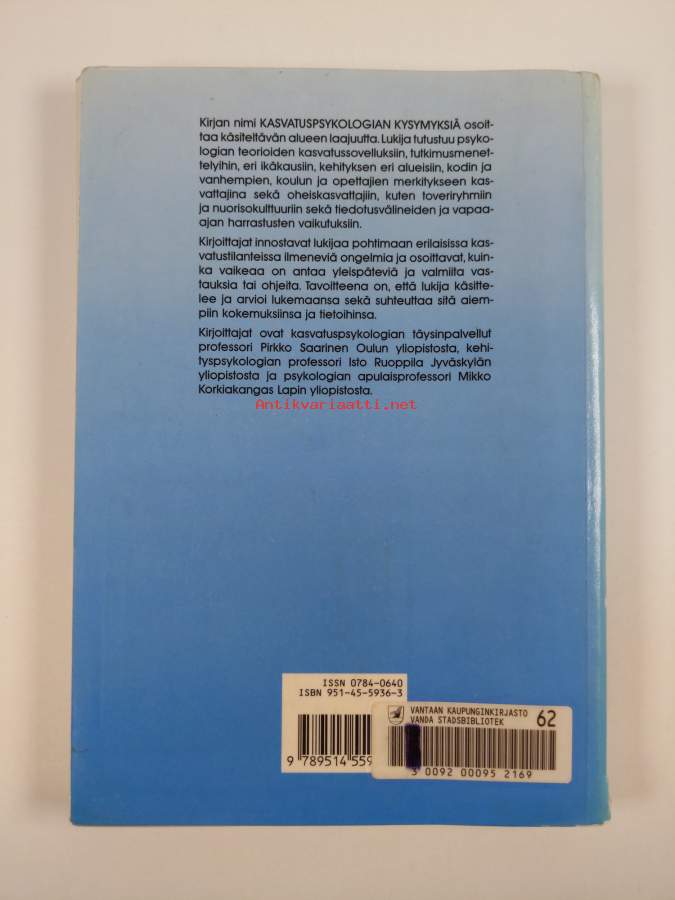 Kirjan nimi KASVATUSPSYKOLOGIAN KYSYMYKSIÄ osoit-
taa käsiteltävän alueen laajuutta. Lukija tutustuu psyko-
logian teorioiden kasvatussovelluksiin, tutkimusmenet-
telyihin, eri ikäkausiin, kehityksen eri alueisiin, kodin ja
vanhempien, koulun ja opettajien merkitykseen kas-
vattajina sekä oheiskasvattajiin, kuten toveriryhmiin
ja nuorisokulttuuriin sekä tiedotusvälineiden ja vapaa-
ajan harrastusten vaikutuksiin.
Kirjoittajat innostavat lukijaa pohtimaan erilaisissa kas-
vatustilanteissa ilmeneviä ongelmia ja osoittavat, kuin-
ka vaikeaa on antaa yleispäteviä ja valmiita vas-
tauksia tai ohjeita. Tavoitteena on, että lukija käsitte-
lee ja arvioi lukemaansa sekä suhteuttaa sitä aiem-
piin kokemuksiinsa ja tietoihinsa.
Kirjoittajat ovat kasvatuspsykologian täysinpalvellut
professori Pirkko Saarinen Oulun yliopistosta, kehi-
tyspsykologian professori Isto Ruoppila Jyväskylän
yliopistosta ja psykologian apulaisprofessori Mikko
Korkiakangas Lapin yliopistosta.
Antikvariaatti.net
ISSN 0784-0640
ISBN 951-45-5936-3
9 789514 559
VANTAAN KAUPUNGINKIRJASTO 62
VANDA STADSBIBLIOTEK
3 0092 00095 2169